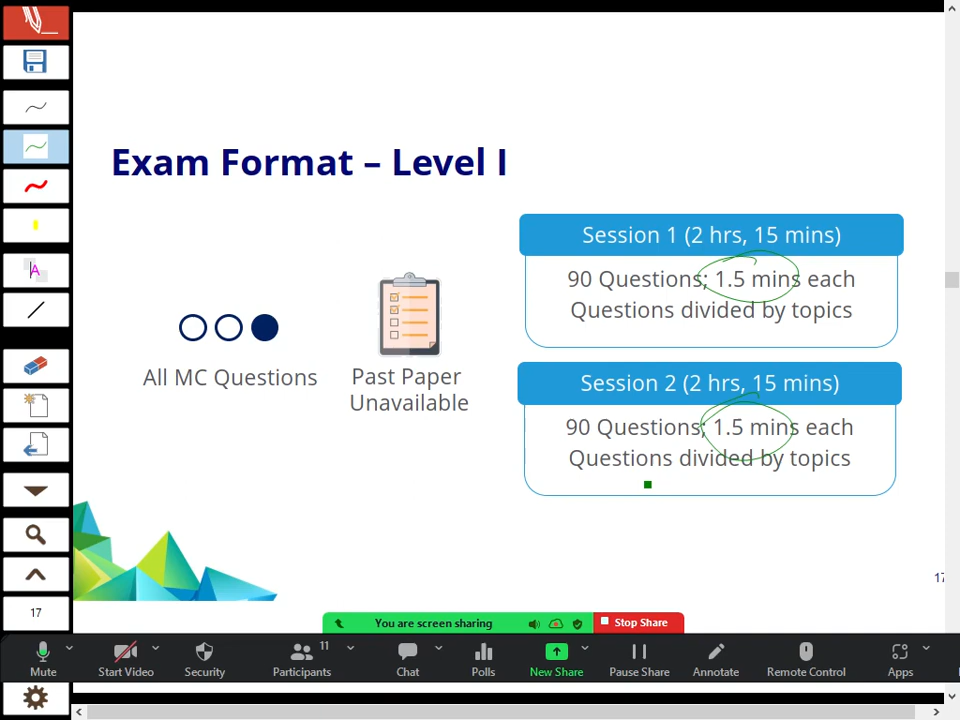 Exam Format – Level I
Session 1 (2 hrs, 15 mins)
90 Questions; 1.5 mins each
Questions divided by topics
All MC Questions
Past Paper
Unavailable
Session 2 (2 hrs, 15 mins)
90 Questions; 1.5 mins each
Questions divided by topics
17
A
17
You are screen sharing
Stop Share
Mute
Start Video
Security
11
Participants
Chat
Polls
New Share
Pause Share
Annotate
Remote Control
Apps